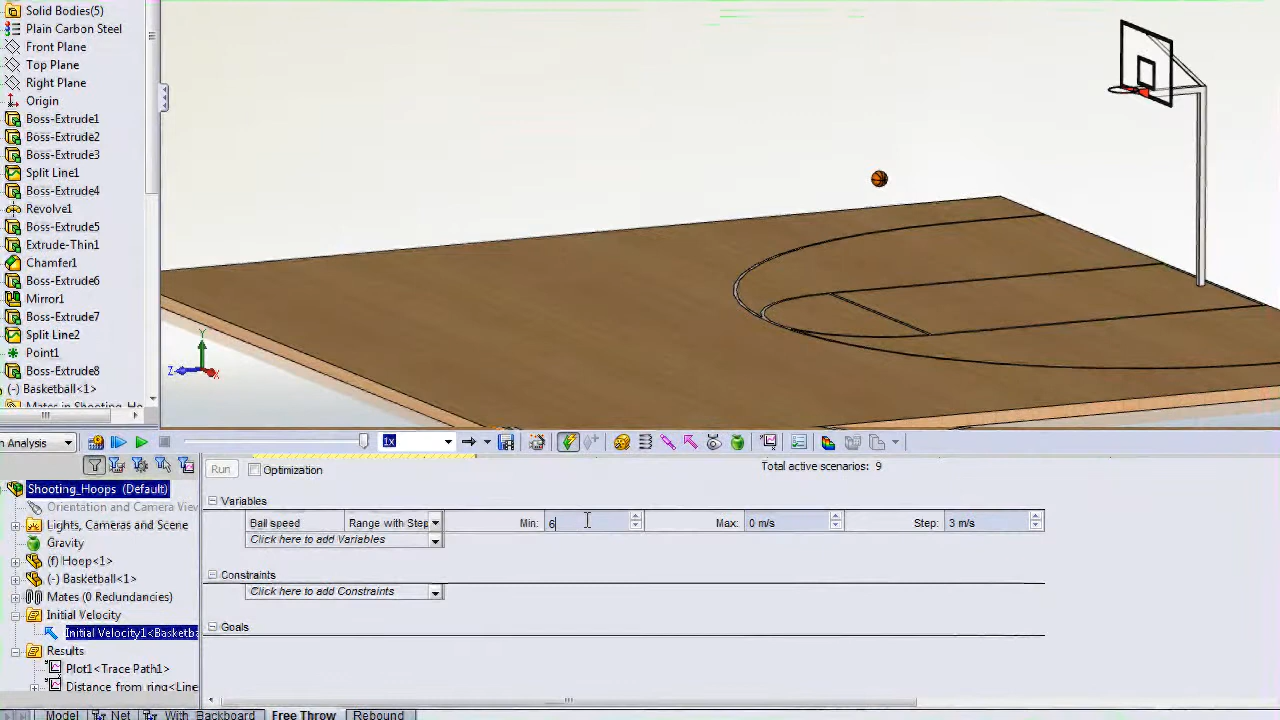 Solid Bodies(5)
Plain Carbon Steel
Front Plane
Top Plane
Right Plane
Origin
Boss-Extrude1
Boss-Extrude2
Boss-Extrude3
Split Line1
Boss-Extrude4
Revolve1
Boss-Extrude5
Extrude-Thin1
Chamfer1
Boss-Extrude6
Mirror1
Boss-Extrude7
Split Line2
Point1
Boss-Extrude8
(-) Basketball<1>
Mates in Shooting_Ho
Y
Z
X
n Analysis
1x
Run
Optimization
Total active scenarios: 9
Variables
Ball speed Range with Step Min: 6 Max: 0 m/s Step: 3 m/s
Click here to add Variables
Constraints
Click here to add Constraints
Goals
Shooting_Hoops (Default)
Orientation and Camera View
Lights, Cameras and Scene
Gravity
(f) Hoop<1>
(-) Basketball<1>
Mates (0 Redundancies)
Initial Velocity
Initial Velocity1<Basketba
Results
Plot1<Trace Path1>
Distance from ring<Line
Model Net With Backboard Free Throw Rebound